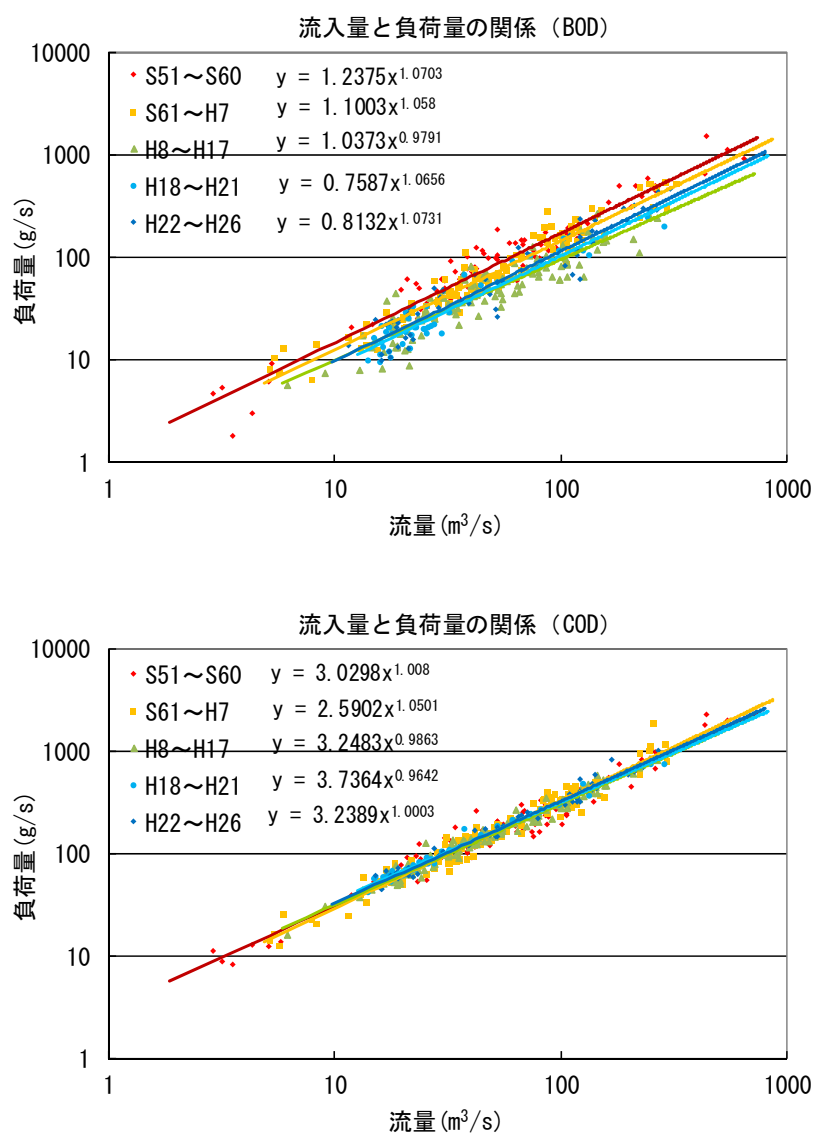 流入量と負荷量の関係 (BOD)
10000
1000
100
10
1
負荷量(g/s)
S51～S60 y = 1.2375x^1.0703
S61～H7 y = 1.1003x^1.058
H8～H17 y = 1.0373x^0.9791
H18～H21 y = 0.7587x^1.0656
H22～H26 y = 0.8132x^1.0731
1 10 100 1000
流量(m³/s)
流入量と負荷量の関係 (COD)
10000
1000
100
10
1
負荷量(g/s)
S51～S60 y = 3.0298x^1.008
S61～H7 y = 2.5902x^1.0501
H8～H17 y = 3.2483x^0.9863
H18～H21 y = 3.7364x^0.9642
H22～H26 y = 3.2389x^1.0003
1 10 100 1000
流量(m³/s)